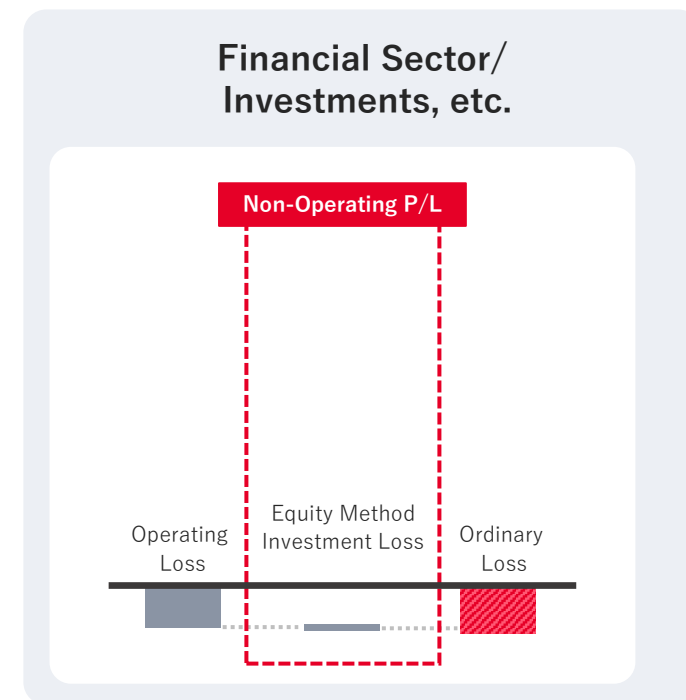 Financial Sector/
Investments, etc.
Non-Operating P/L
Operating
Loss
Equity Method
Investment Loss
Ordinary
Loss